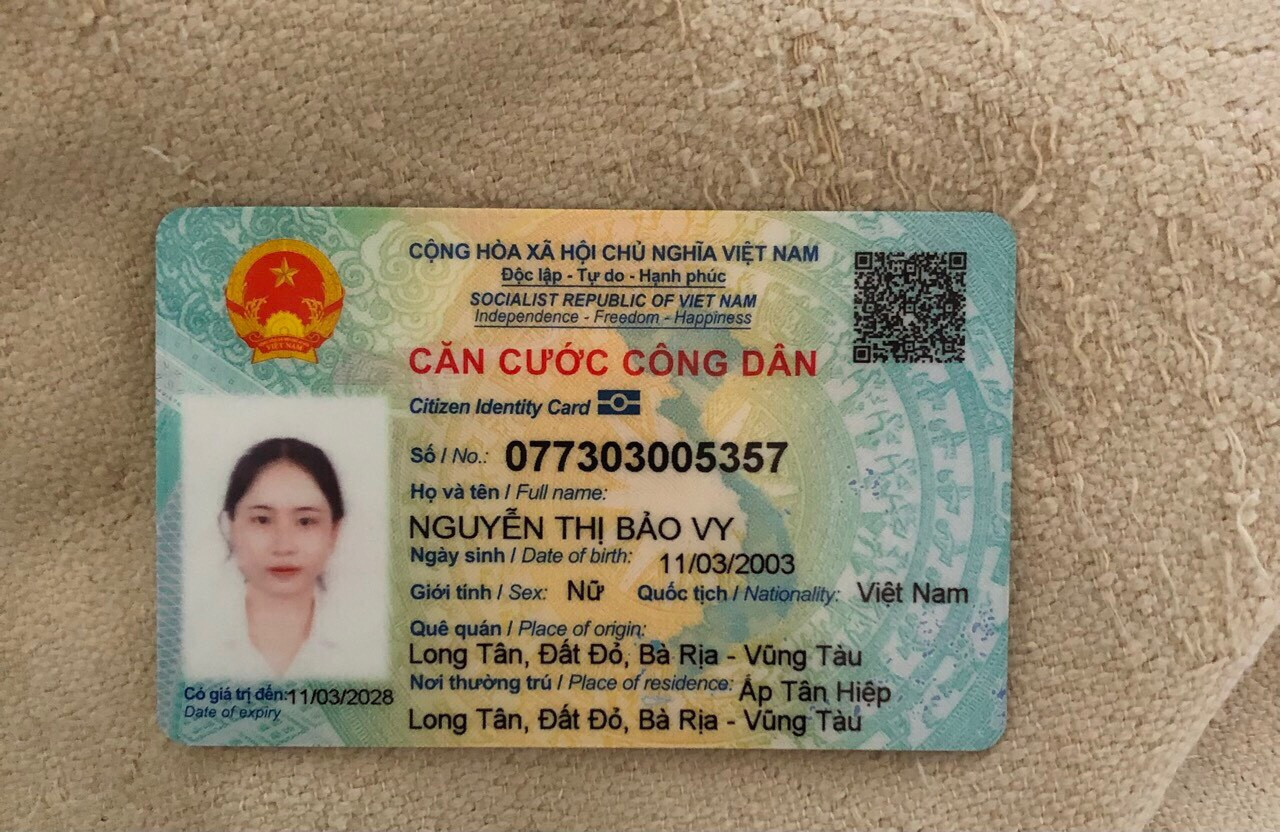 CỘNG HÒA XÃ HỘI CHỦ NGHĨA VIỆT NAM
Độc lập - Tự do - Hạnh phúc
SOCIALIST REPUBLIC OF VIET NAM
Independence - Freedom - Happiness
CĂN CƯỚC CÔNG DÂN
Citizen Identity Card
Số / No.: 077303005357
Họ và tên / Full name:
NGUYỄN THỊ BẢO VY
Ngày sinh / Date of birth: 11/03/2003
Giới tính / Sex: Nữ Quốc tịch / Nationality: Việt Nam
Quê quán / Place of origin:
Long Tân, Đất Đỏ, Bà Rịa - Vũng Tàu
Nơi thường trú / Place of residence: Ấp Tân Hiệp
Long Tân, Đất Đỏ, Bà Rịa - Vũng Tàu
Có giá trị đến: 11/03/2028
Date of expiry